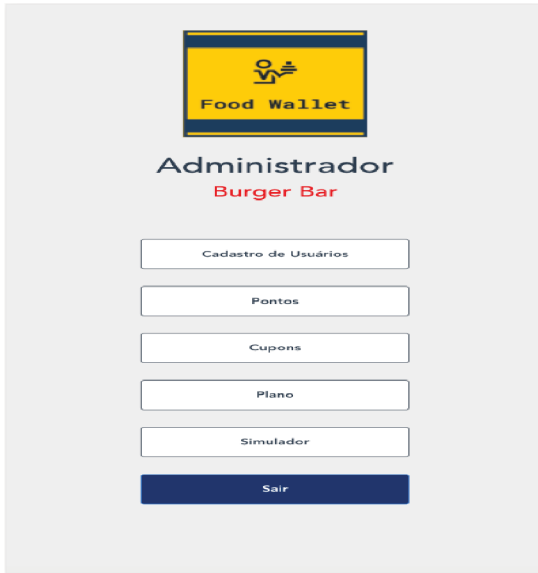 Food Wallet
Administrador
Burger Bar
Cadastro de Usuários
Pontos
Cupons
Plano
Simulador
Sair